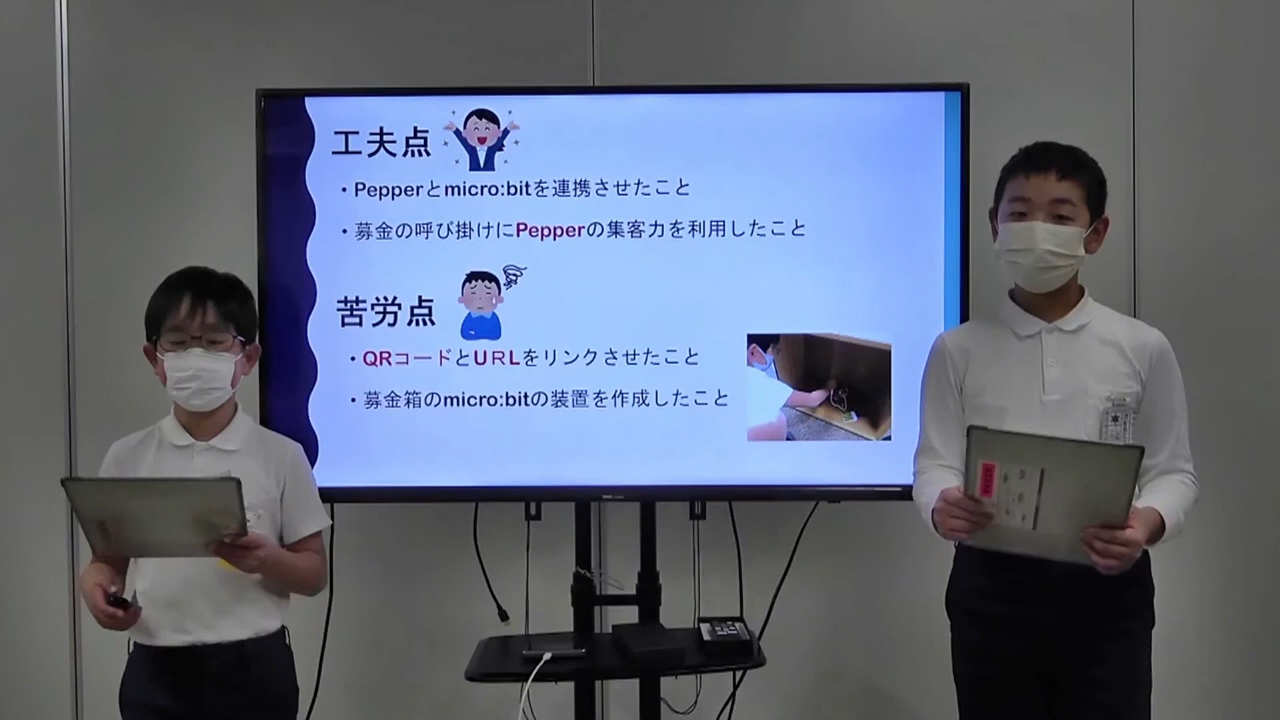 工夫点
・Pepperとmicro:bitを連携させたこと
・募金の呼び掛けにPepperの集客力を利用したこと
苦労点
・QRコードとURLをリンクさせたこと
・募金箱のmicro:bitの装置を作成したこと